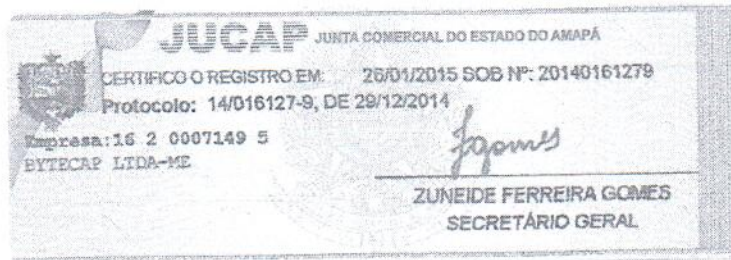 JUCAP JUNTA COMERCIAL DO ESTADO DO AMAPÁ
CERTIFICO O REGISTRO EM: 26/01/2015 SOB Nº: 20140161279
Protocolo: 14/016127-9, DE 29/12/2014
Empresa:16 2 0007149 5
BYTECAP LTDA-ME
Jgomes
ZUNEIDE FERREIRA GOMES
SECRETÁRIO GERAL